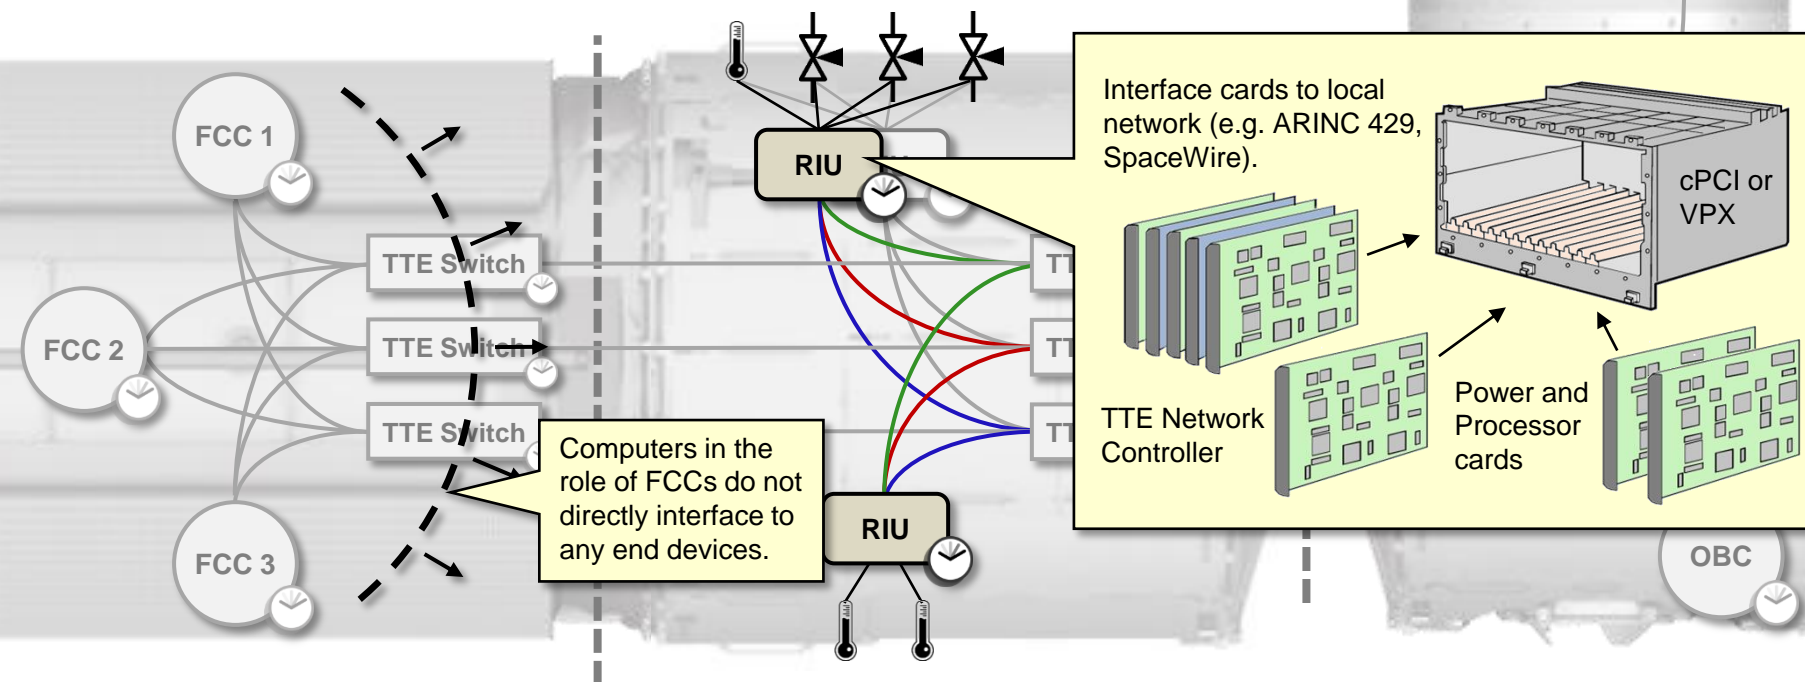 FCC 1
FCC 2
FCC 3
TTE Switch
TTE Switch
TTE Switch
Computers in the
role of FCCs do not
directly interface to
any end devices.
RIU
RIU
Interface cards to local
network (e.g. ARINC 429,
SpaceWire).
cPCI or
VPX
TTE Network
Controller
Power and
Processor
cards
OBC